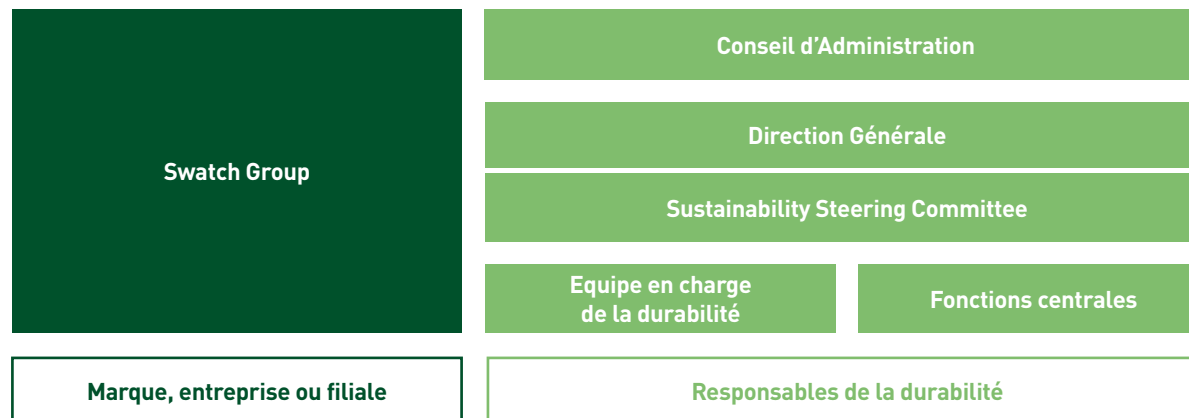 Swatch Group
Conseil d’Administration
Direction Générale
Sustainability Steering Committee
Equipe en charge
de la durabilité
Fonctions centrales
Marque, entreprise ou filiale
Responsables de la durabilité